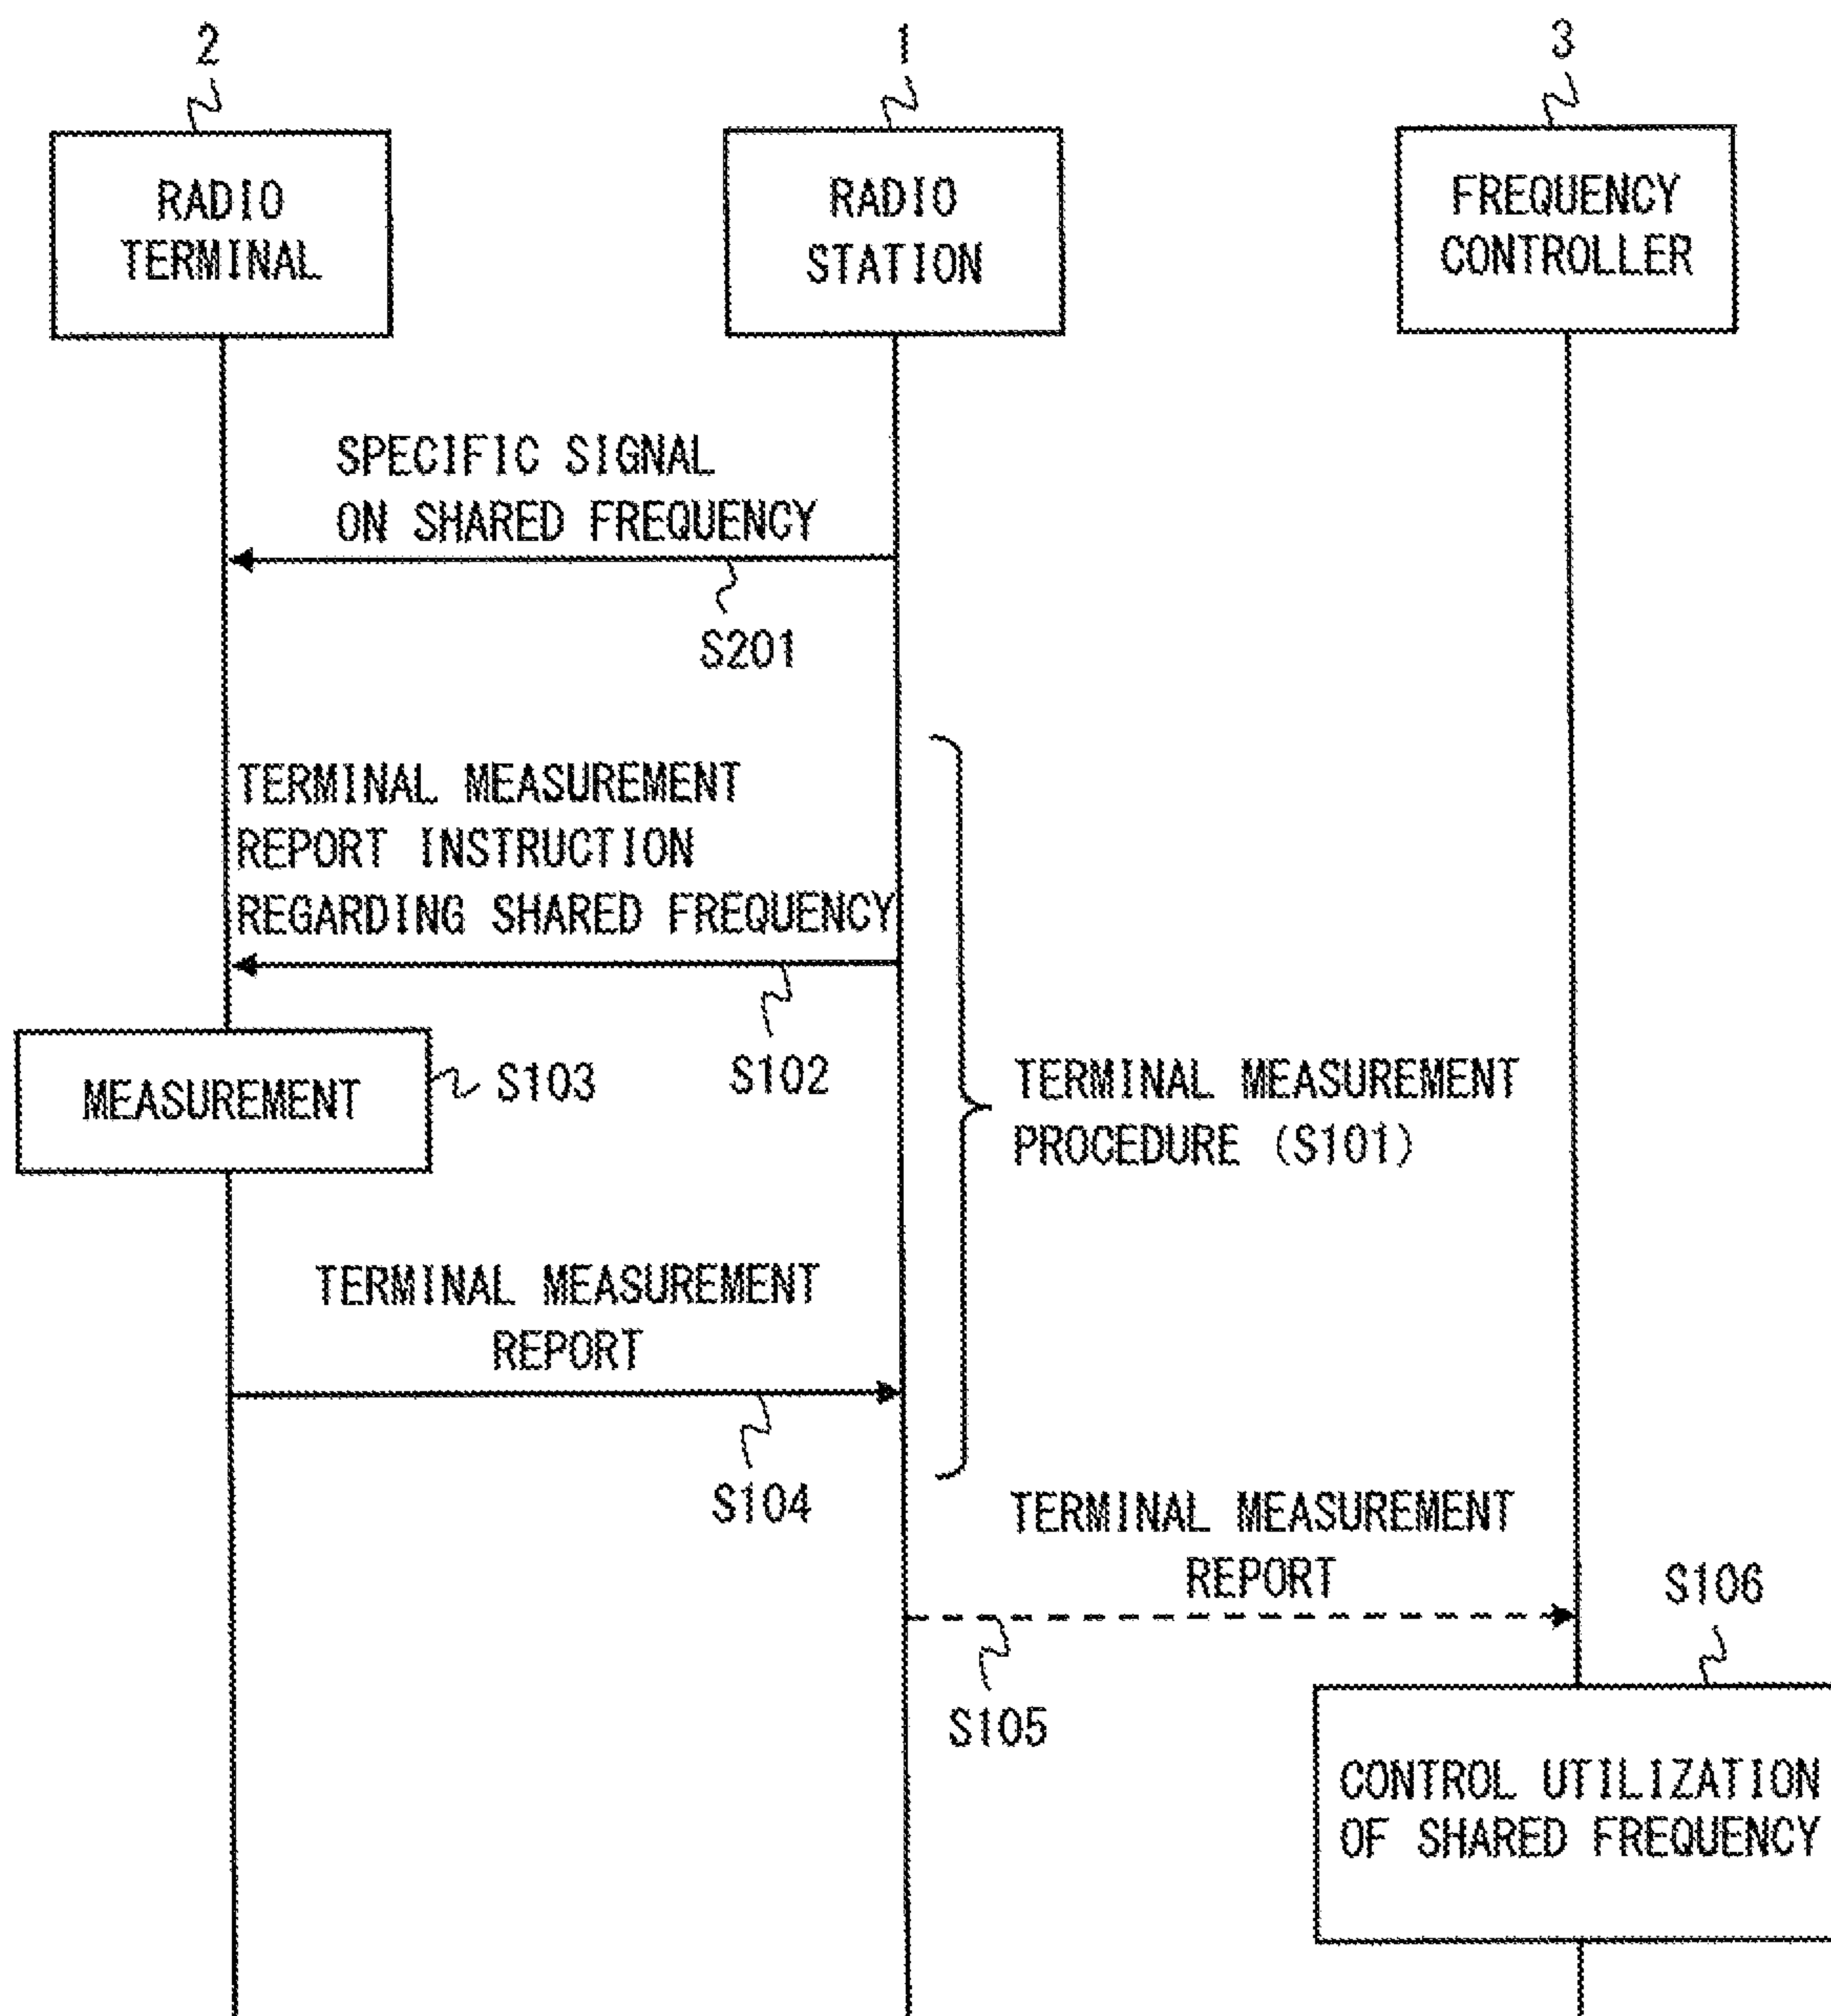 2
1
3
RADIO
TERMINAL
RADIO
STATION
FREQUENCY
CONTROLLER
SPECIFIC SIGNAL
ON SHARED FREQUENCY
S201
TERMINAL MEASUREMENT
REPORT INSTRUCTION
REGARDING SHARED FREQUENCY
S102
MEASUREMENT
S103
TERMINAL MEASUREMENT
PROCEDURE (S101)
TERMINAL MEASUREMENT
REPORT
S104
TERMINAL MEASUREMENT
REPORT
S105
S106
CONTROL UTILIZATION
OF SHARED FREQUENCY